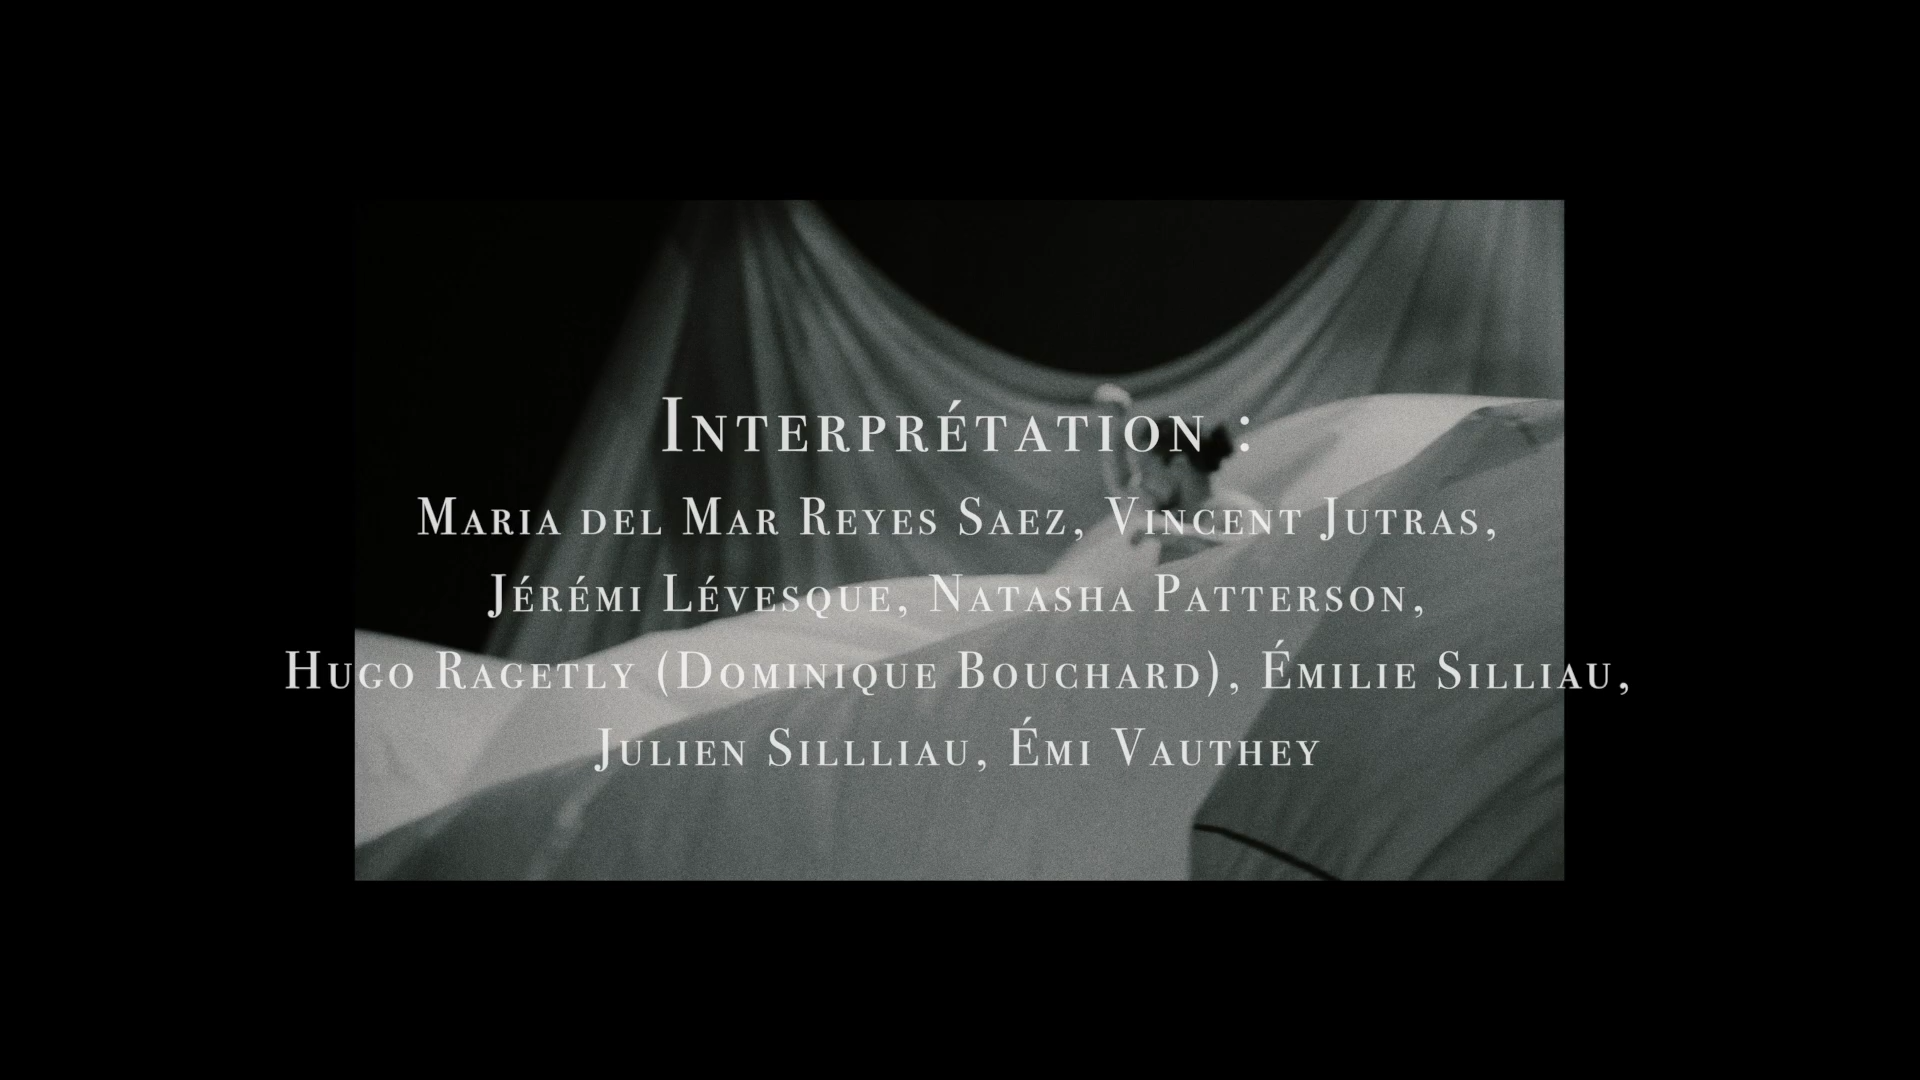 Interprétation :
Maria del Mar Reyes Saez, Vincent Jutras,
Jérémi Lévesque, Natasha Patterson,
Hugo Ragetly (Dominique Bouchard), Émilie Silliau,
Julien Sillliau, Émi Vauthey